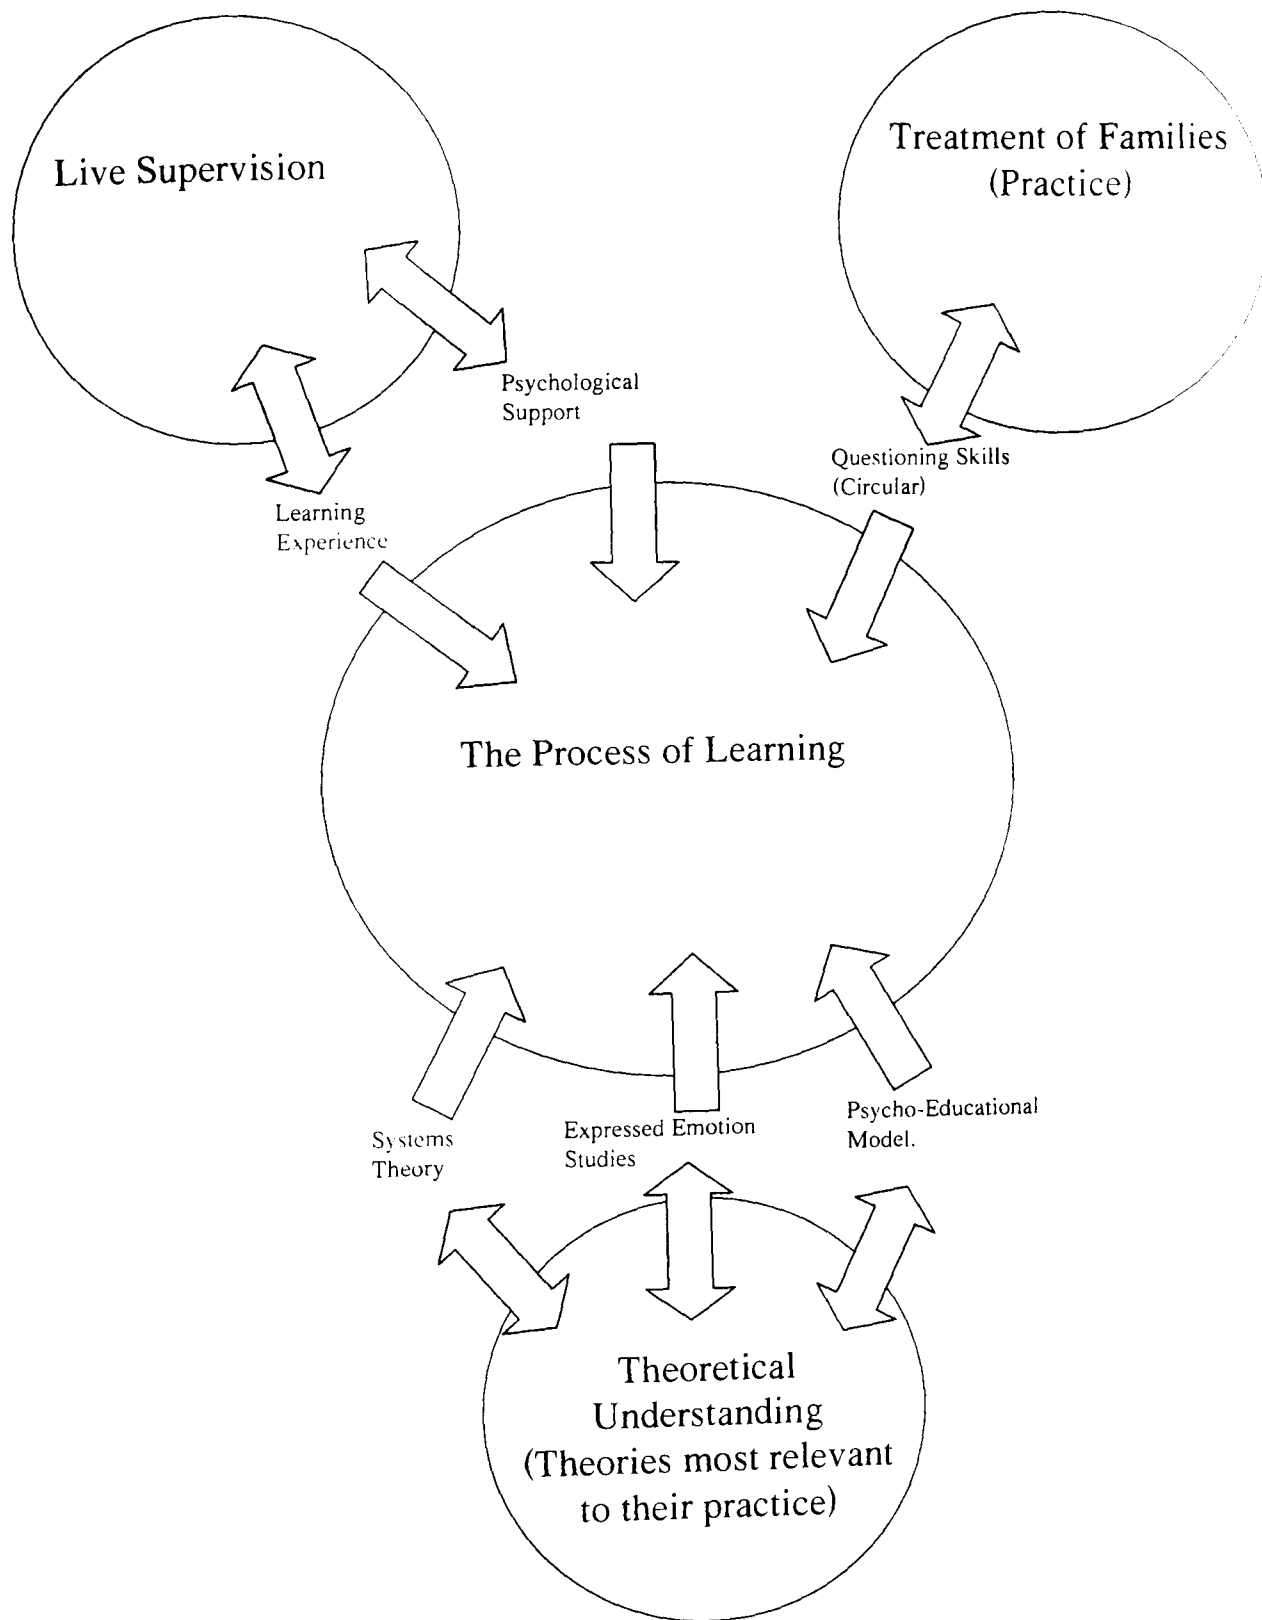 Live Supervision
Treatment of Families
(Practice)
Psychological
Support
Questioning Skills
(Circular)
Learning
Experience
The Process of Learning
Systems
Theory
Expressed Emotion
Studies
Psycho-Educational
Model.
Theoretical
Understanding
(Theories most relevant
to their practice)